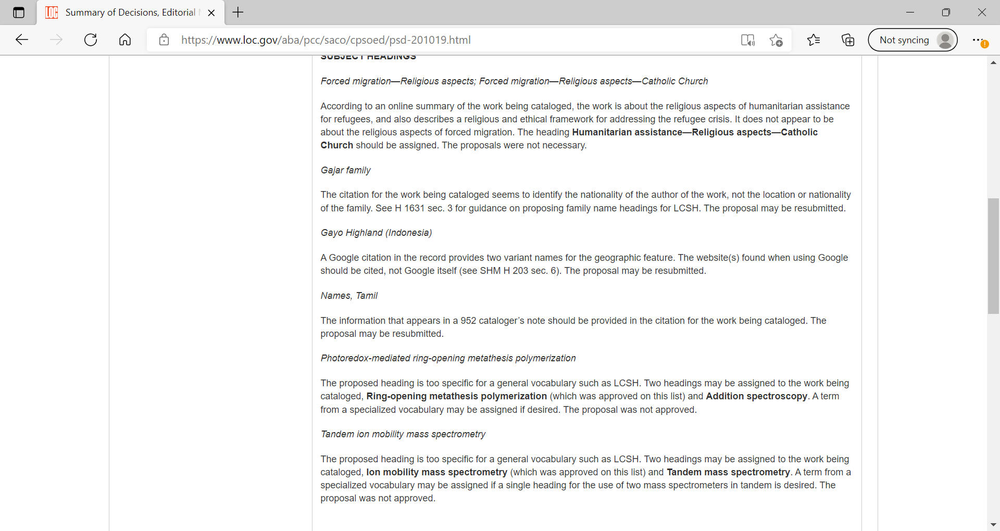 LOC Summary of Decisions, Editorial
https://www.loc.gov/aba/pcc/saco/cpsoed/psd-201019.html
Not syncing
SUBJECT HEADINGS
Forced migration—Religious aspects; Forced migration—Religious aspects—Catholic Church
According to an online summary of the work being cataloged, the work is about the religious aspects of humanitarian assistance
for refugees, and also describes a religious and ethical framework for addressing the refugee crisis. It does not appear to be
about the religious aspects of forced migration. The heading Humanitarian assistance—Religious aspects—Catholic
Church should be assigned. The proposals were not necessary.
Gajar family
The citation for the work being cataloged seems to identify the nationality of the author of the work, not the location or nationality
of the family. See H 1631 sec. 3 for guidance on proposing family name headings for LCSH. The proposal may be resubmitted.
Gayo Highland (Indonesia)
A Google citation in the record provides two variant names for the geographic feature. The website(s) found when using Google
should be cited, not Google itself (see SHM H 203 sec. 6). The proposal may be resubmitted.
Names, Tamil
The information that appears in a 952 cataloger’s note should be provided in the citation for the work being cataloged. The
proposal may be resubmitted.
Photoredox-mediated ring-opening metathesis polymerization
The proposed heading is too specific for a general vocabulary such as LCSH. Two headings may be assigned to the work being
cataloged, Ring-opening metathesis polymerization (which was approved on this list) and Addition spectroscopy. A term
from a specialized vocabulary may be assigned if desired. The proposal was not approved.
Tandem ion mobility mass spectrometry
The proposed heading is too specific for a general vocabulary such as LCSH. Two headings may be assigned to the work being
cataloged, Ion mobility mass spectrometry (which was approved on this list) and Tandem mass spectrometry. A term from a
specialized vocabulary may be assigned if a single heading for the use of two mass spectrometers in tandem is desired. The
proposal was not approved.